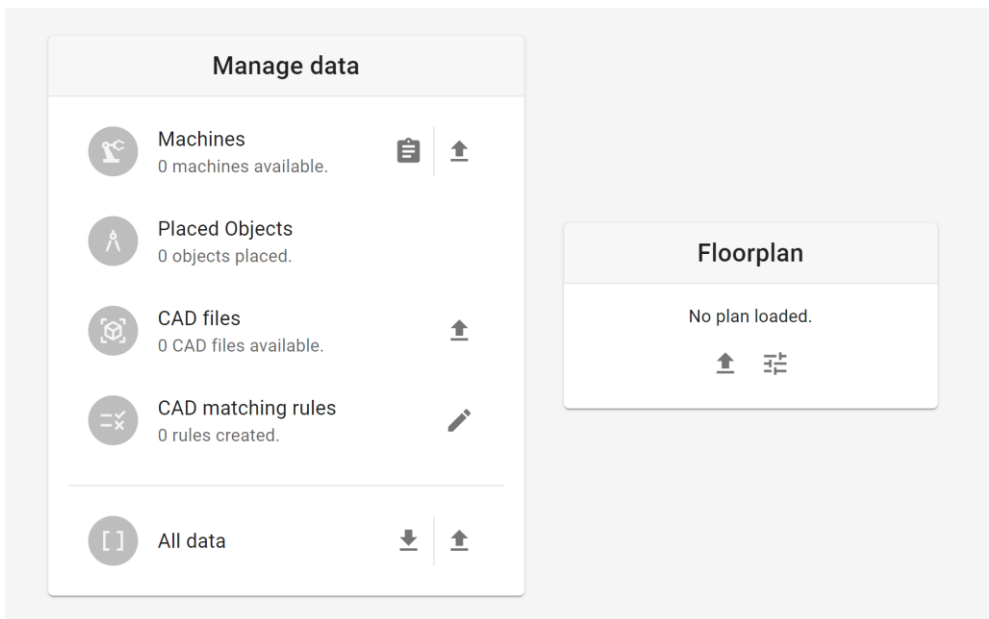 Manage data
Machines
0 machines available.
Placed Objects
0 objects placed.
CAD files
0 CAD files available.
CAD matching rules
0 rules created.
All data
Floorplan
No plan loaded.